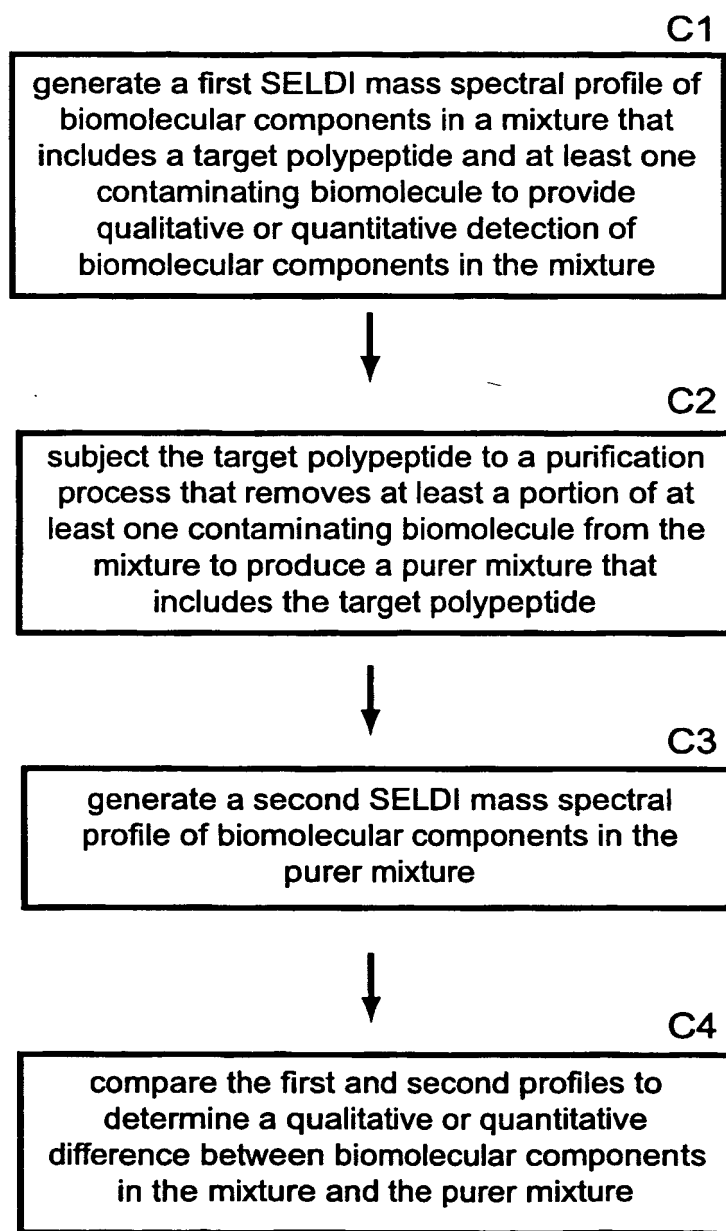 C1
generate a first SELDI mass spectral profile of
biomolecular components in a mixture that
includes a target polypeptide and at least one
contaminating biomolecule to provide
qualitative or quantitative detection of
biomolecular components in the mixture
C2
subject the target polypeptide to a purification
process that removes at least a portion of at
least one contaminating biomolecule from the
mixture to produce a purer mixture that
includes the target polypeptide
C3
generate a second SELDI mass spectral
profile of biomolecular components in the
purer mixture
C4
compare the first and second profiles to
determine a qualitative or quantitative
difference between biomolecular components
in the mixture and the purer mixture